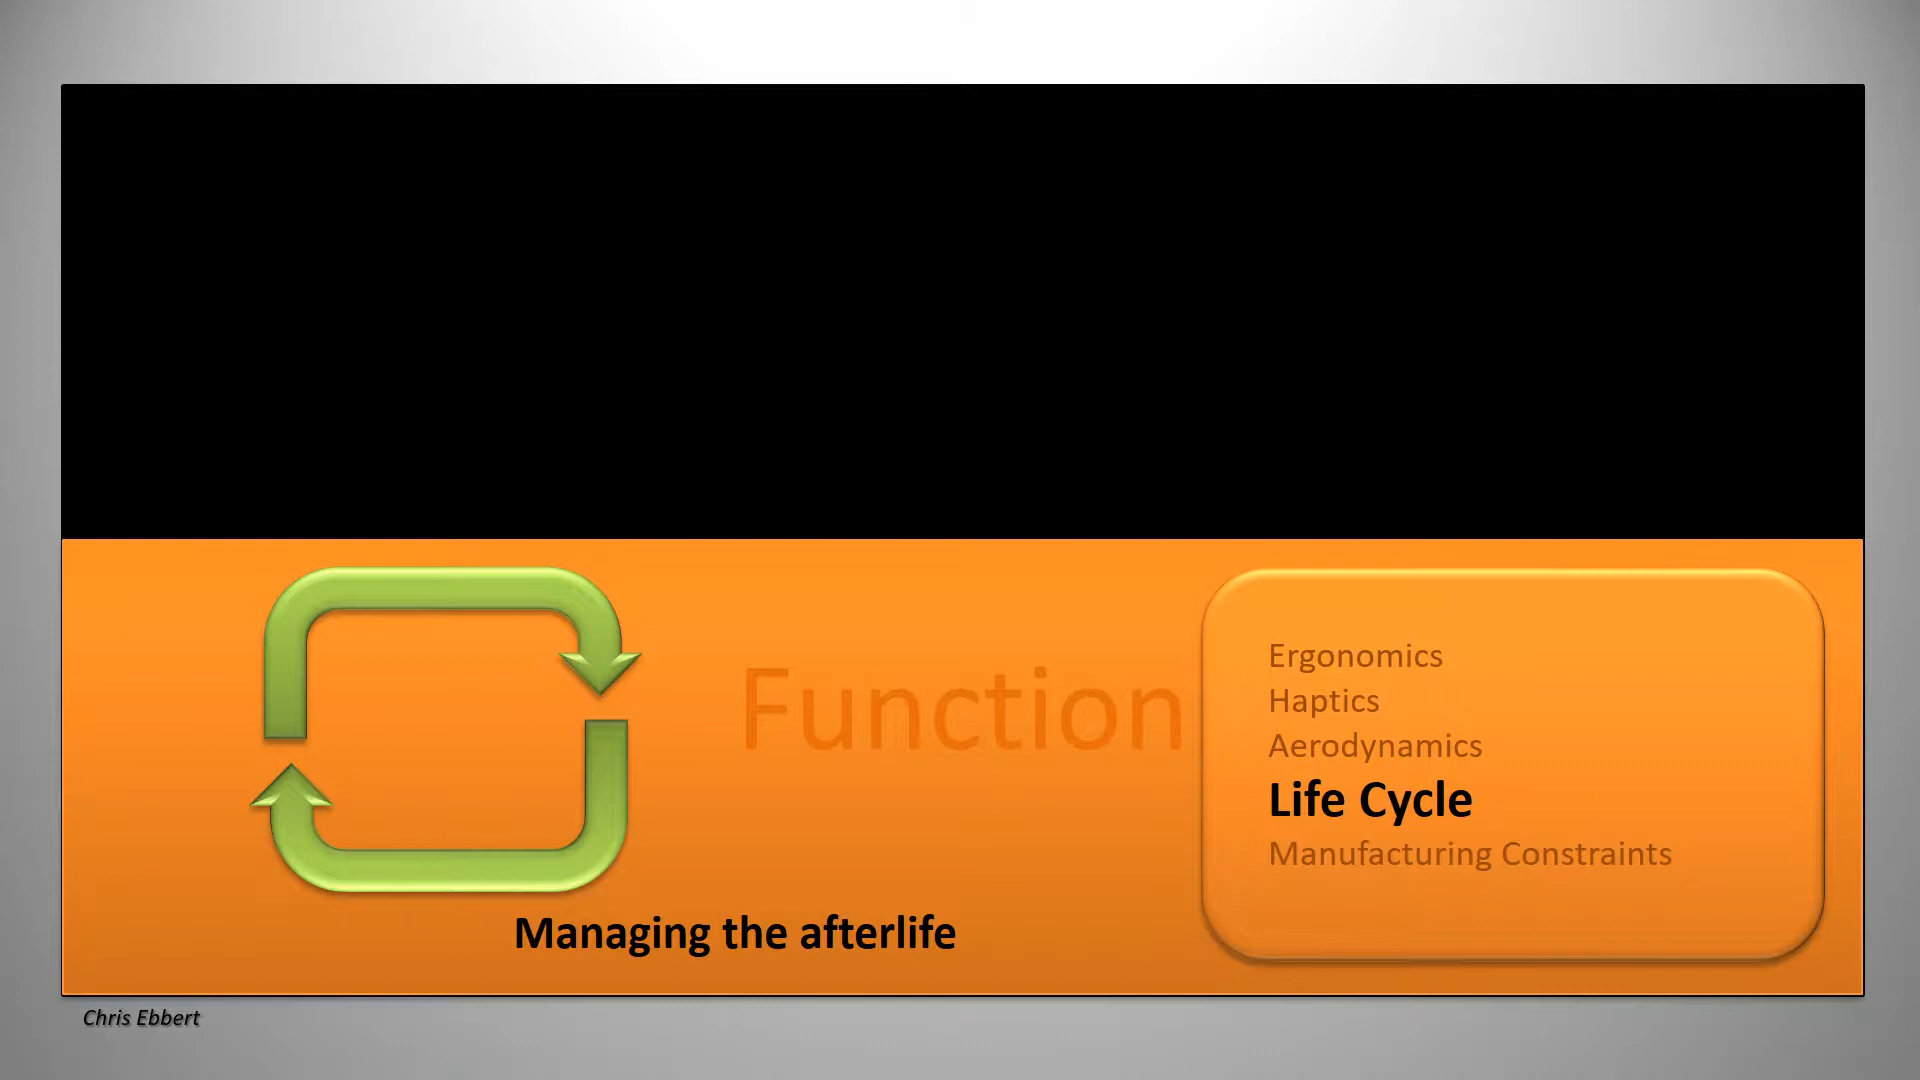 Function
Ergonomics
Haptics
Aerodynamics
Life Cycle
Manufacturing Constraints
Managing the afterlife
Chris Ebbert